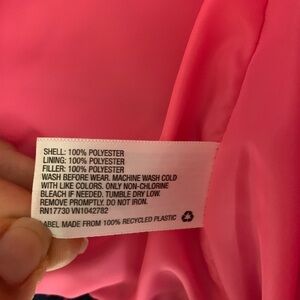 SHELL: 100% POLYESTER
LINING: 100% POLYESTER
FILLER: 100% POLYESTER
WASH BEFORE WEAR. MACHINE WASH COLD
WITH LIKE COLORS. ONLY NON-CHLORINE
BLEACH IF NEEDED. TUMBLE DRY LOW.
REMOVE PROMPTLY. DO NOT IRON.
RN17730 VN1042782
ABEL MADE FROM 100% RECYCLED PLASTIC